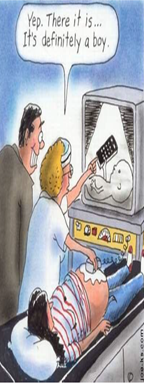 Yep. There it is...
It's definitely a boy.